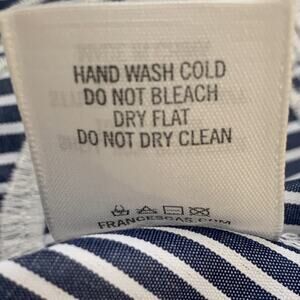 HAND WASH COLD
DO NOT BLEACH
DRY FLAT
DO NOT DRY CLEAN
FRANCESCAS.COM